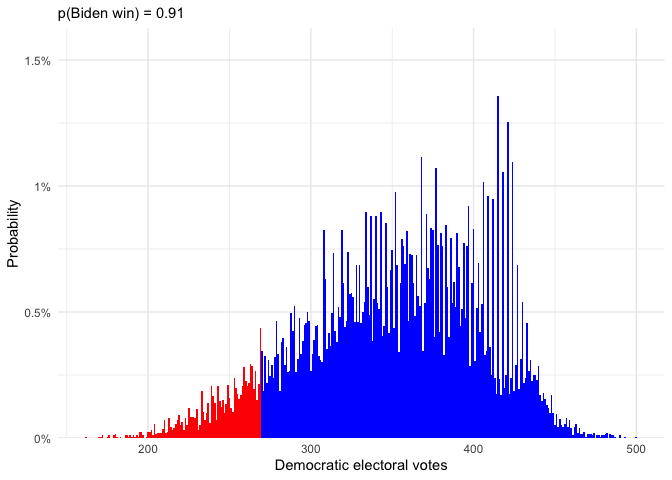 p(Biden win) = 0.91
1.5%
1%
0.5%
0%
Probability
200
300
400
500
Democratic electoral votes